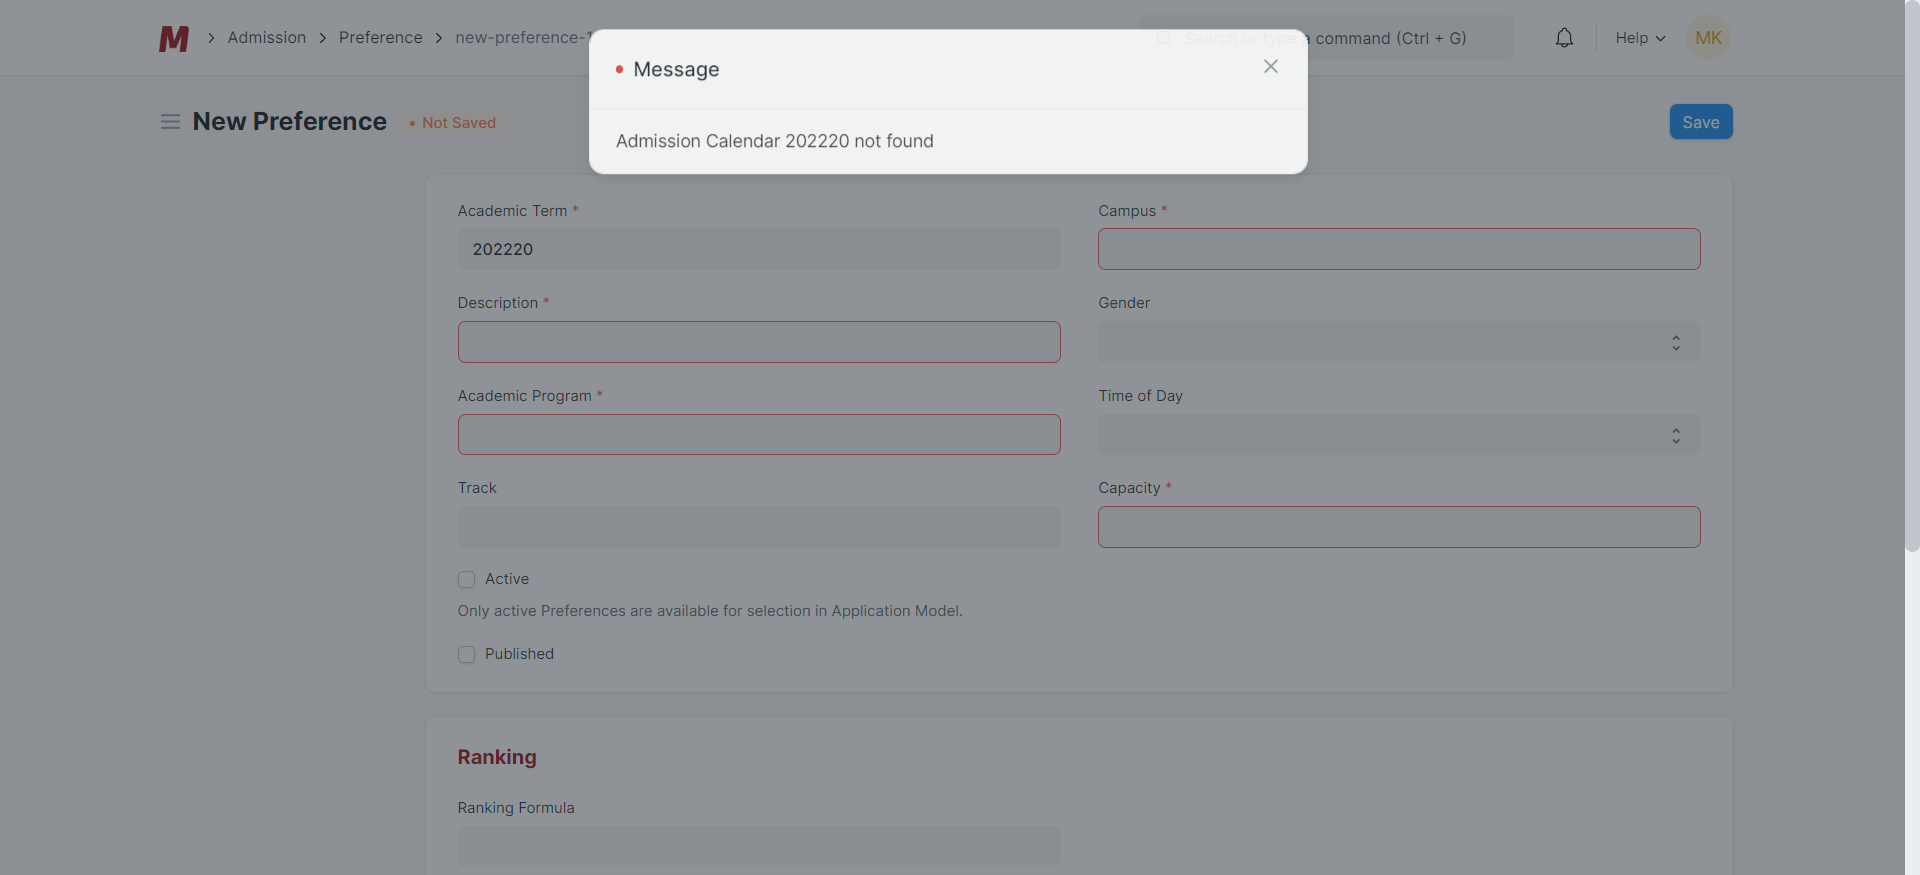 M
Admission
Preference
new-preference-1
Search or type a command (Ctrl + G)
Help
MK
Message
Admission Calendar 202220 not found
New Preference
Not Saved
Save
Academic Term *
202220
Campus *
Description *
Gender
Academic Program *
Time of Day
Track
Capacity *
Active
Only active Preferences are available for selection in Application Model.
Published
Ranking
Ranking Formula